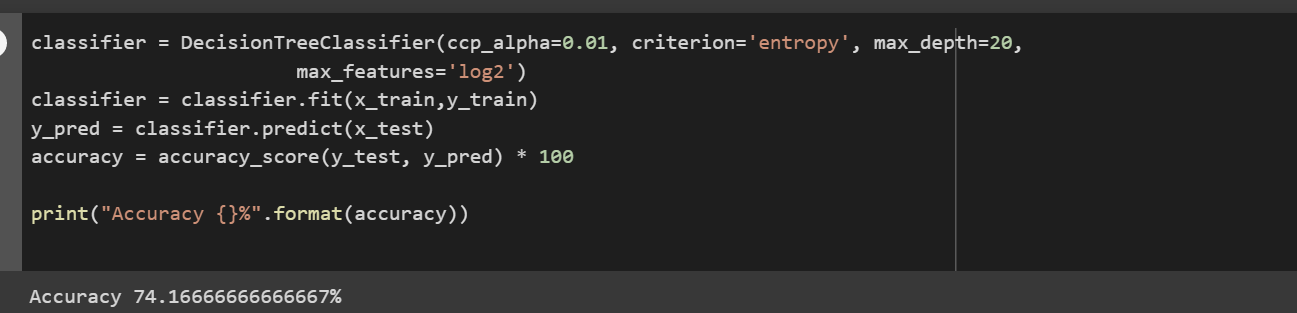 classifier = DecisionTreeClassifier(ccp_alpha=0.01, criterion='entropy', max_depth=20,
                       max_features='log2')
classifier = classifier.fit(x_train,y_train)
y_pred = classifier.predict(x_test)
accuracy = accuracy_score(y_test, y_pred) * 100

print("Accuracy {}%".format(accuracy))

Accuracy 74.16666666666667%